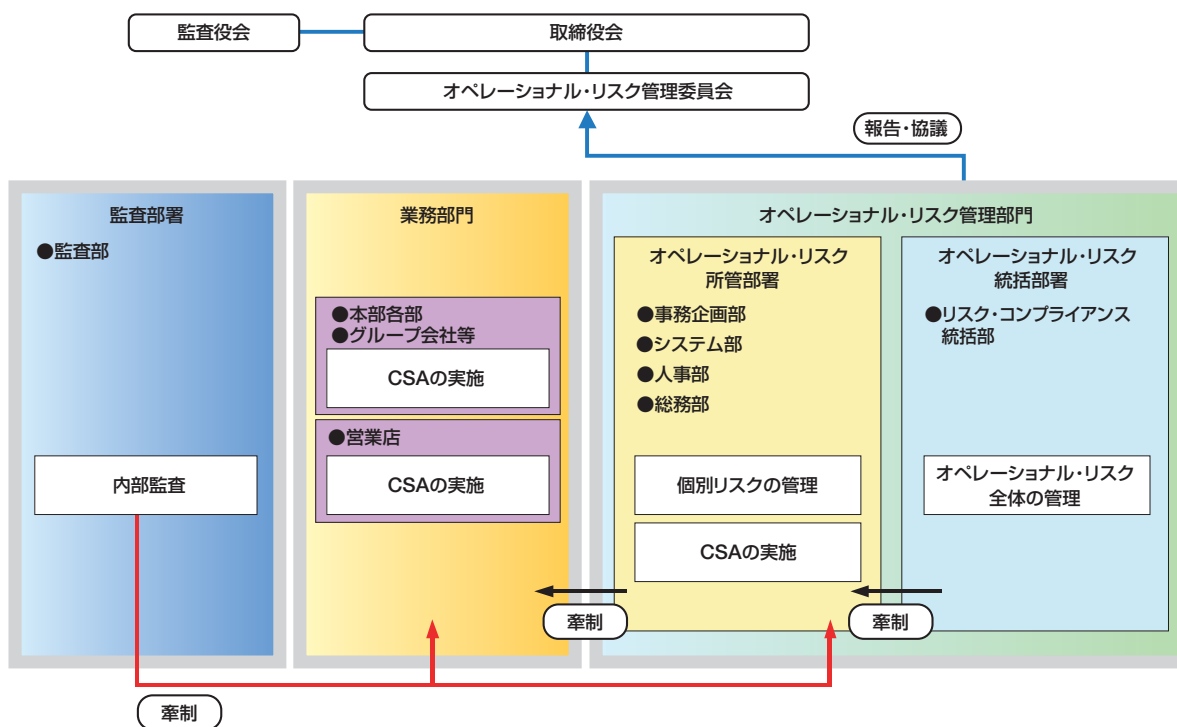 監査役会
取締役会
オペレーショナル・リスク管理委員会
報告・協議
監査部署
●監査部
内部監査
業務部門
●本部各部
●グループ会社等
CSAの実施
●営業店
CSAの実施
オペレーショナル・リスク管理部門
オペレーショナル・リスク
所管部署
●事務企画部
●システム部
●人事部
●総務部
個別リスクの管理
CSAの実施
オペレーショナル・リスク
統括部署
●リスク・コンプライアンス
統括部
オペレーショナル・リスク
全体の管理
牽制
牽制
牽制